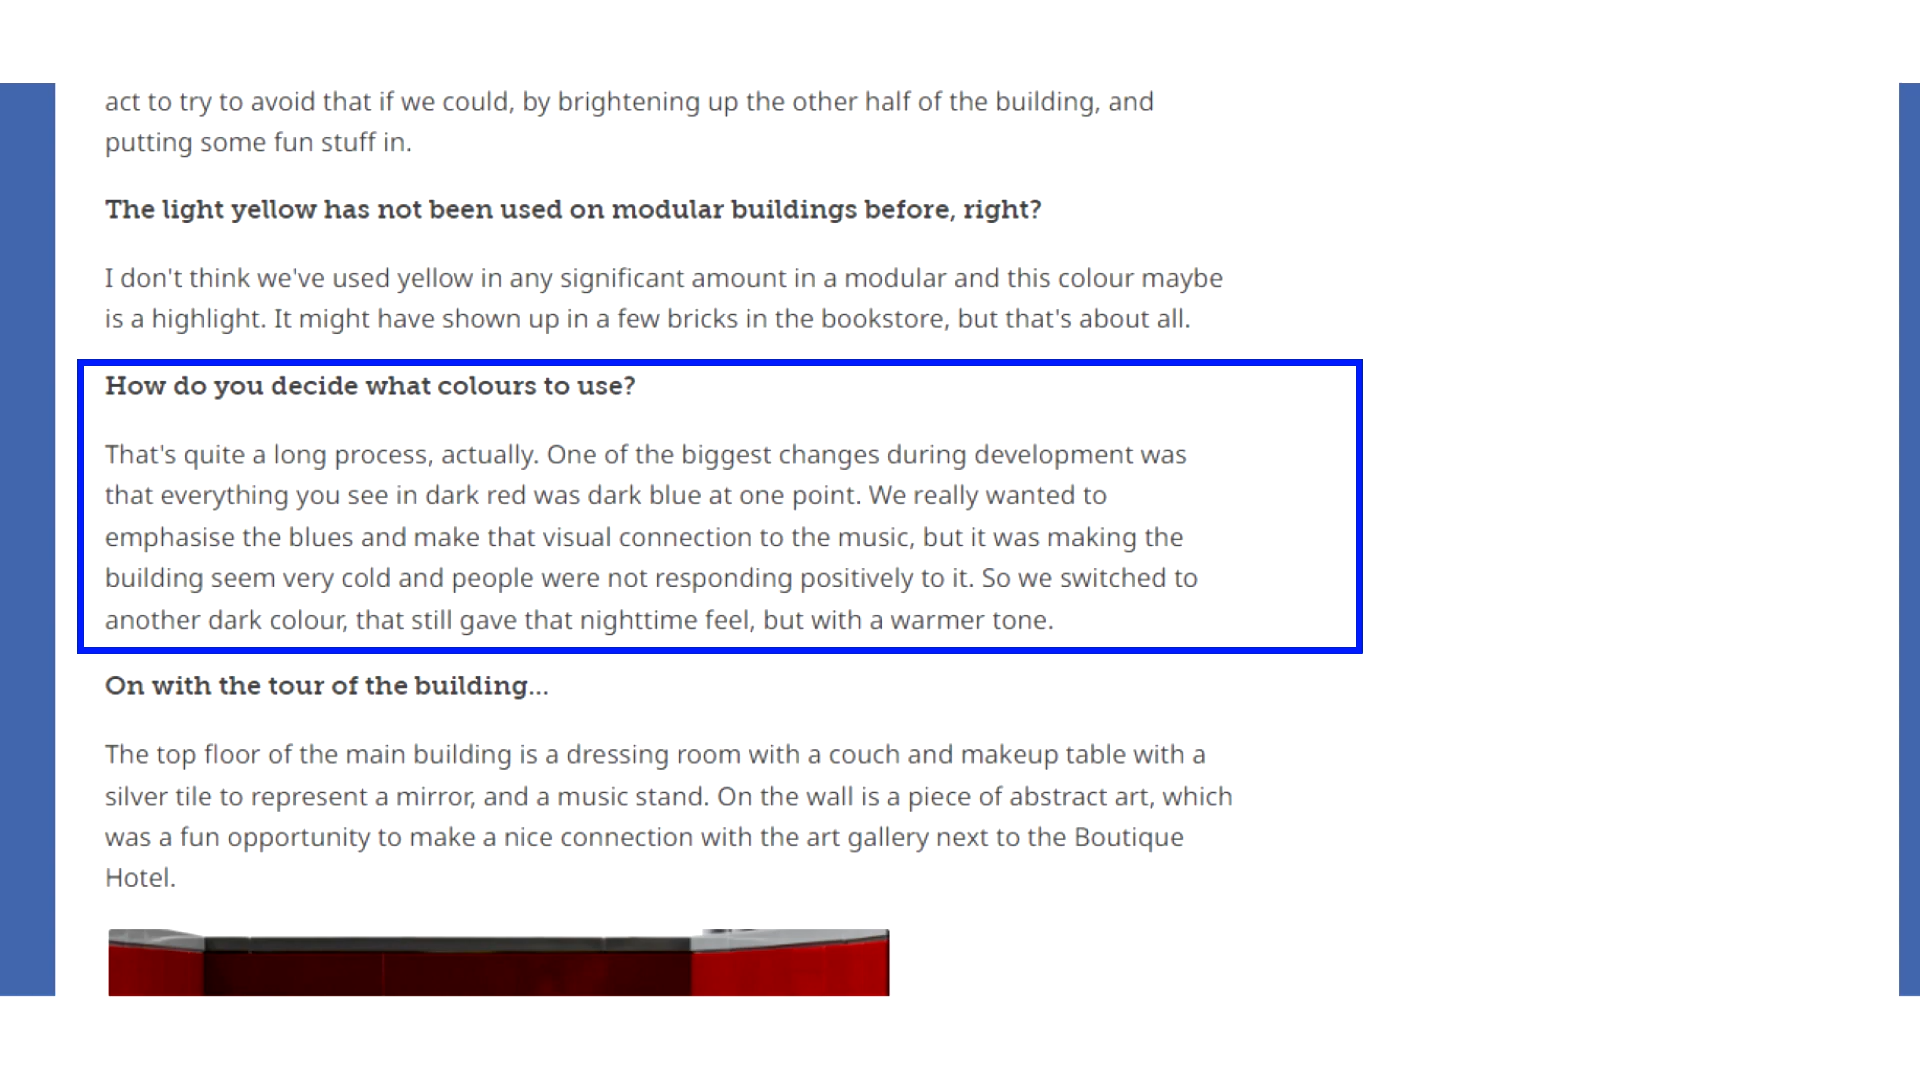 act to try to avoid that if we could, by brightening up the other half of the building, and
putting some fun stuff in.
The light yellow has not been used on modular buildings before, right?
I don't think we've used yellow in any significant amount in a modular and this colour maybe
is a highlight. It might have shown up in a few bricks in the bookstore, but that's about all.
How do you decide what colours to use?
That's quite a long process, actually. One of the biggest changes during development was
that everything you see in dark red was dark blue at one point. We really wanted to
emphasise the blues and make that visual connection to the music, but it was making the
building seem very cold and people were not responding positively to it. So we switched to
another dark colour, that still gave that nighttime feel, but with a warmer tone.
On with the tour of the building...
The top floor of the main building is a dressing room with a couch and makeup table with a
silver tile to represent a mirror, and a music stand. On the wall is a piece of abstract art, which
was a fun opportunity to make a nice connection with the art gallery next to the Boutique
Hotel.